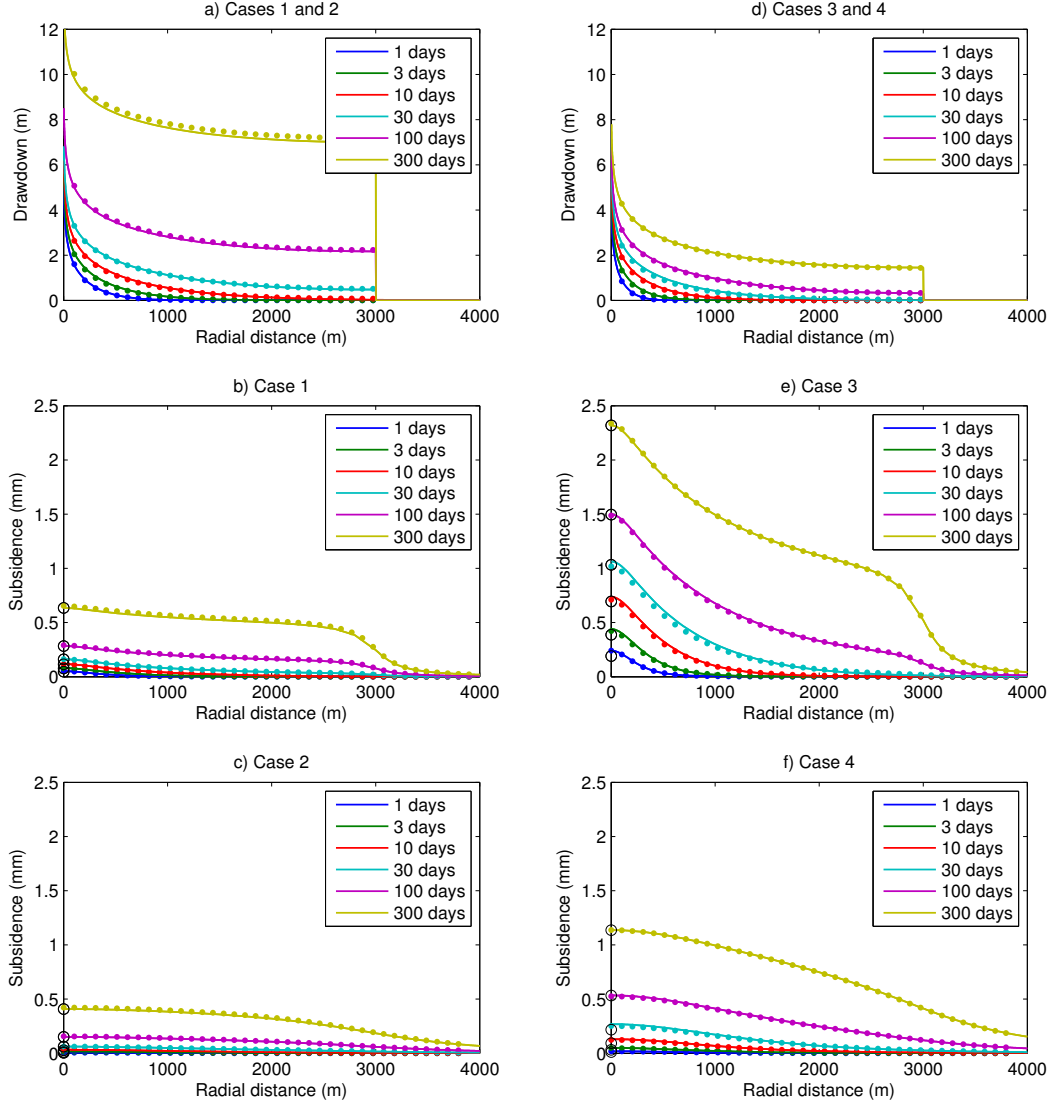 a) Cases 1 and 2
12
10
8
6
4
2
0
Drawdown (m)
0 1000 2000 3000 4000
Radial distance (m)
1 days
3 days
10 days
30 days
100 days
300 days
d) Cases 3 and 4
12
10
8
6
4
2
0
Drawdown (m)
0 1000 2000 3000 4000
Radial distance (m)
1 days
3 days
10 days
30 days
100 days
300 days
b) Case 1
2.5
2
1.5
1
0.5
0
Subsidence (mm)
0 1000 2000 3000 4000
Radial distance (m)
1 days
3 days
10 days
30 days
100 days
300 days
e) Case 3
2.5
2
1.5
1
0.5
0
Subsidence (mm)
0 1000 2000 3000 4000
Radial distance (m)
1 days
3 days
10 days
30 days
100 days
300 days
c) Case 2
2.5
2
1.5
1
0.5
0
Subsidence (mm)
0 1000 2000 3000 4000
Radial distance (m)
1 days
3 days
10 days
30 days
100 days
300 days
f) Case 4
2.5
2
1.5
1
0.5
0
Subsidence (mm)
0 1000 2000 3000 4000
Radial distance (m)
1 days
3 days
10 days
30 days
100 days
300 days